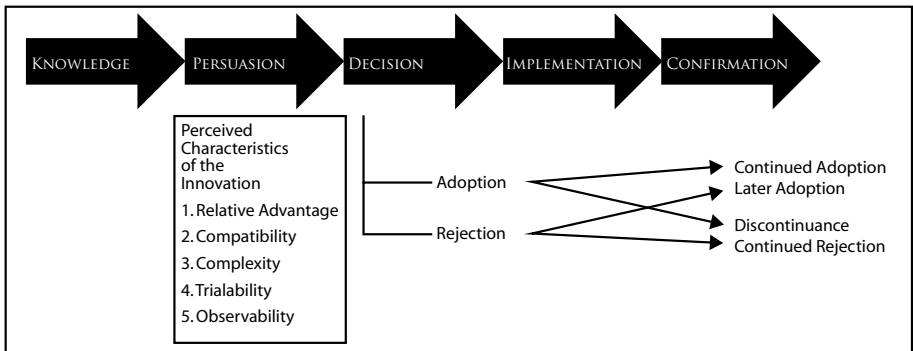 KNOWLEDGE
PERSUASION
DECISION
IMPLEMENTATION
CONFIRMATION
Perceived
Characteristics
of the
Innovation
1. Relative Advantage
2. Compatibility
3. Complexity
4. Trialability
5. Observability
Adoption
Rejection
Continued Adoption
Later Adoption
Discontinuance
Continued Rejection